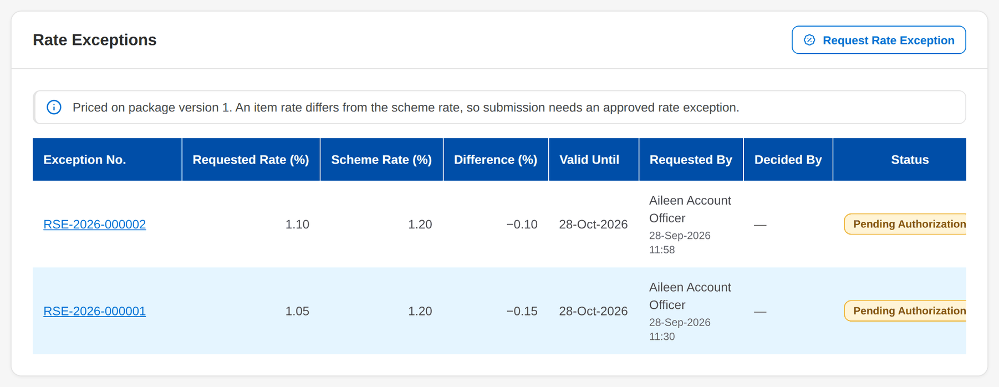 Rate Exceptions
Request Rate Exception
Priced on package version 1. An item rate differs from the scheme rate, so submission needs an approved rate exception.
Exception No. Requested Rate (%) Scheme Rate (%) Difference (%) Valid Until Requested By Decided By Status
RSE-2026-000002 1.10 1.20 −0.10 28-Oct-2026 Aileen Account Officer 28-Sep-2026 11:58 — Pending Authorization
RSE-2026-000001 1.05 1.20 −0.15 28-Oct-2026 Aileen Account Officer 28-Sep-2026 11:30 — Pending Authorization